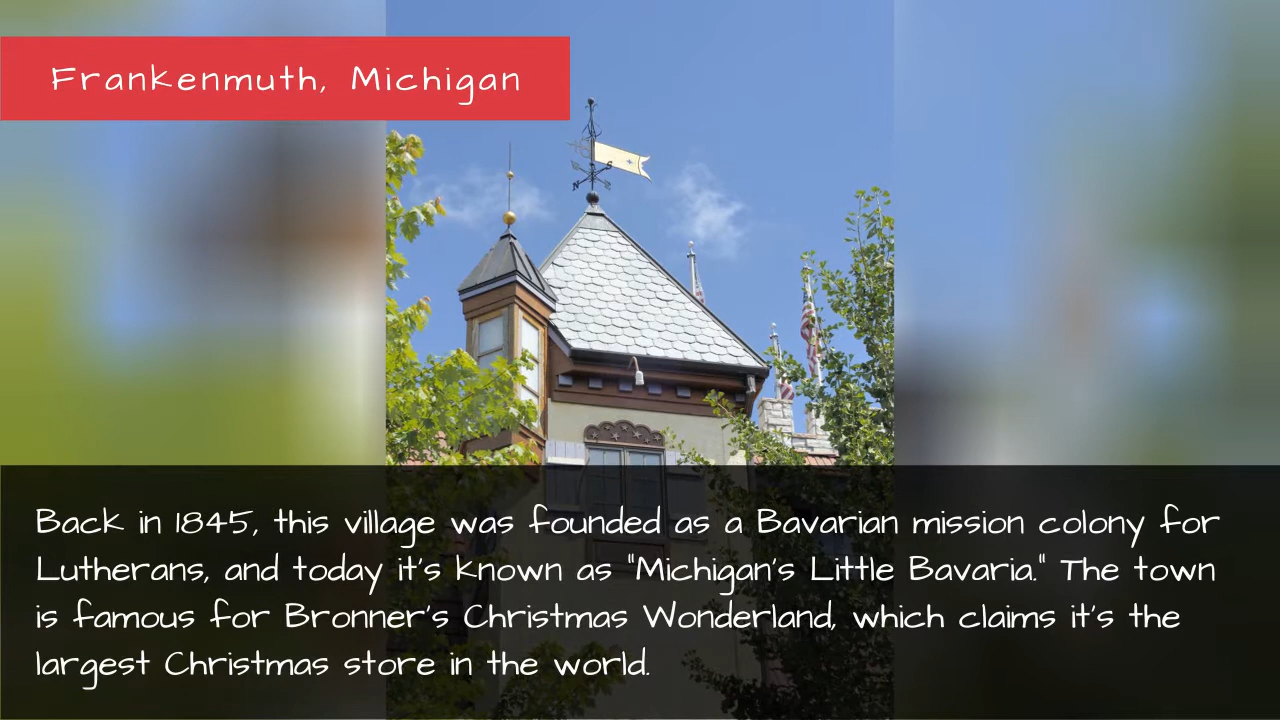 Frankenmuth, Michigan
Back in 1845, this village was founded as a Bavarian mission colony for
Lutherans, and today it's known as "Michigan's Little Bavaria." The town
is famous for Bronner's Christmas Wonderland, which claims it's the
largest Christmas store in the world.